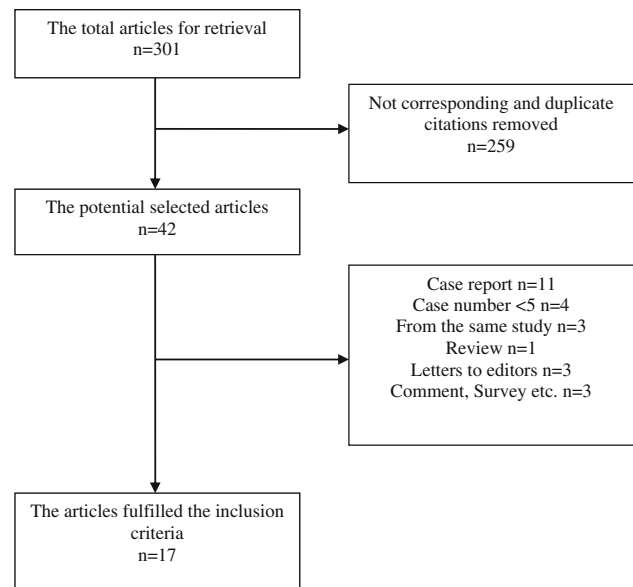 The total articles for retrieval
n=301
Not corresponding and duplicate
citations removed
n=259
The potential selected articles
n=42
Case report n=11
Case number <5 n=4
From the same study n=3
Review n=1
Letters to editors n=3
Comment, Survey etc. n=3
The articles fulfilled the inclusion
criteria
n=17